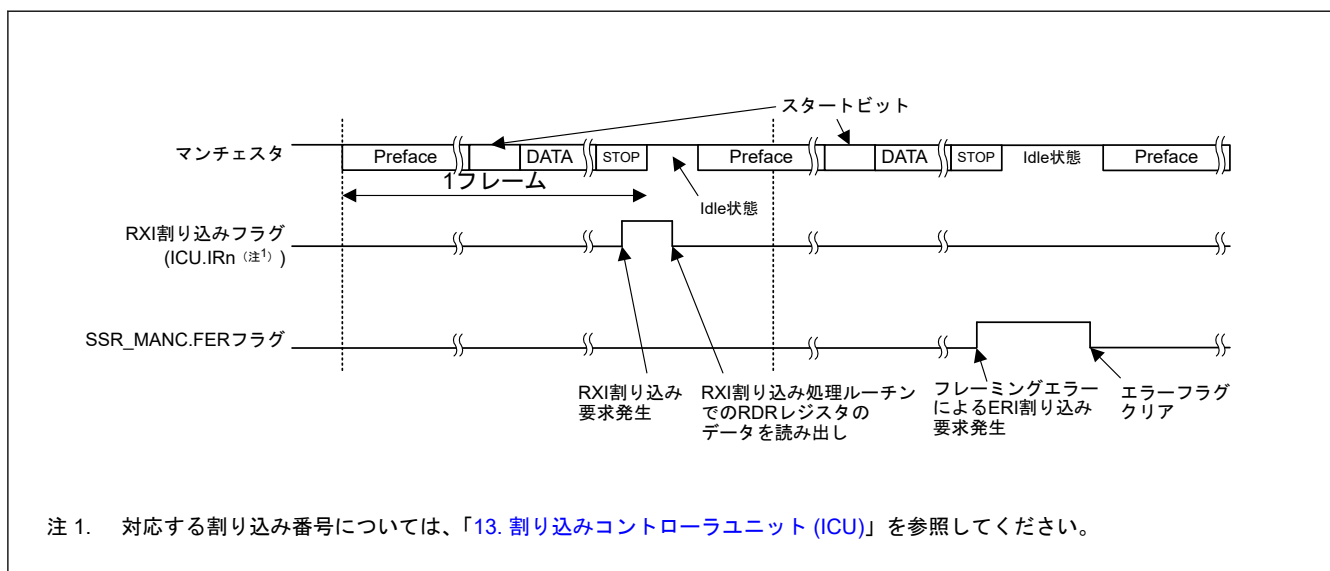 スタートビット
マンチェスタ
Preface DATA STOP Preface DATA STOP Idle状態 Preface
1フレーム
Idle状態
RXI割り込みフラグ
(ICU.IRn（注1）)
SSR_MANC.FERフラグ
RXI割り込み
要求発生
RXI割り込み処理ルーチン
でのRDRレジスタの
データを読み出し
フレーミングエラー
によるERI割り込み
要求発生
エラーフラグ
クリア
注 1. 対応する割り込み番号については、「13. 割り込みコントローラユニット (ICU)」を参照してください。